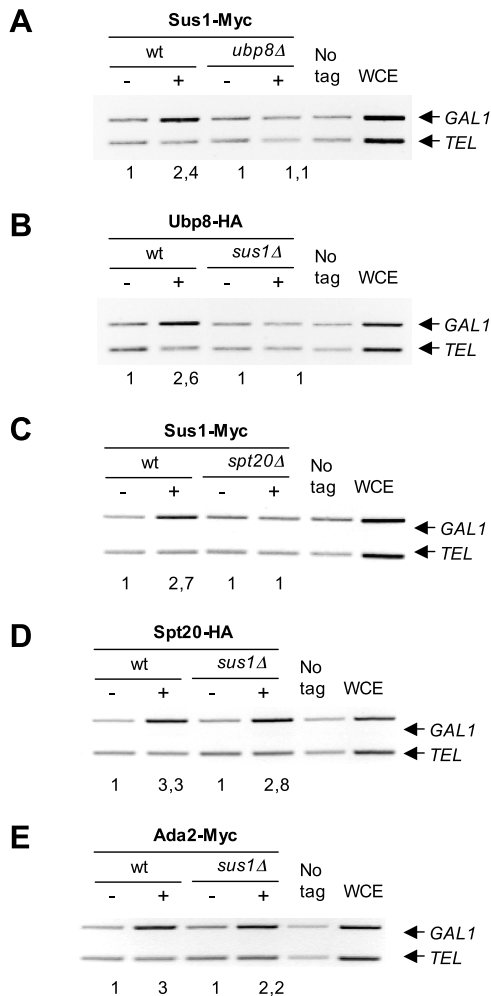 A
Sus1-Myc
wt ubp8Δ No tag WCE
- + - +
GAL1
TEL
1 2,4 1 1,1
B
Ubp8-HA
wt sus1Δ No tag WCE
- + - +
GAL1
TEL
1 2,6 1 1
C
Sus1-Myc
wt spt20Δ No tag WCE
- + - +
GAL1
TEL
1 2,7 1 1
D
Spt20-HA
wt sus1Δ No tag WCE
- + - +
GAL1
TEL
1 3,3 1 2,8
E
Ada2-Myc
wt sus1Δ No tag WCE
- + - +
GAL1
TEL
1 3 1 2,2